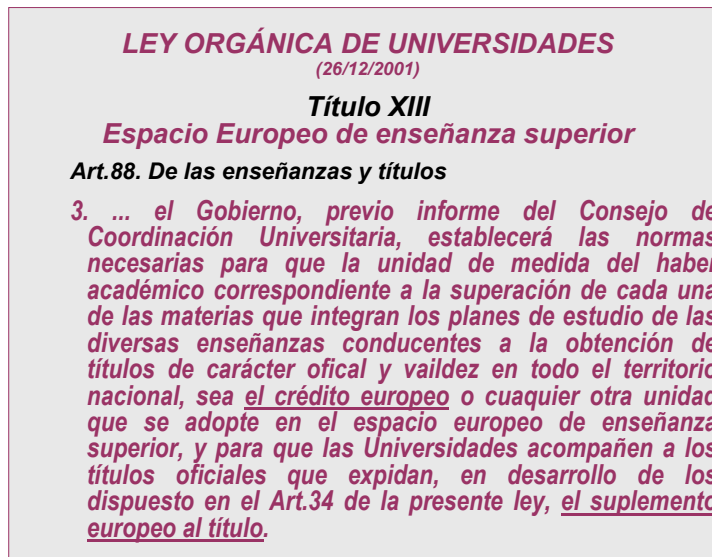 LEY ORGÁNICA DE UNIVERSIDADES
(26/12/2001)
Título XIII
Espacio Europeo de enseñanza superior
Art.88. De las enseñanzas y títulos
3. ... el Gobierno, previo informe del Consejo de
Coordinación Universitaria, establecerá las normas
necesarias para que la unidad de medida del haber
académico correspondiente a la superación de cada una
de las materias que integran los planes de estudio de las
diversas enseñanzas conducentes a la obtención de
títulos de carácter ofical y vaildez en todo el territorio
nacional, sea el crédito europeo o cuaquier otra unidad
que se adopte en el espacio europeo de enseñanza
superior, y para que las Universidades acompañen a los
títulos oficiales que expidan, en desarrollo de los
dispuesto en el Art.34 de la presente ley, el suplemento
europeo al título.